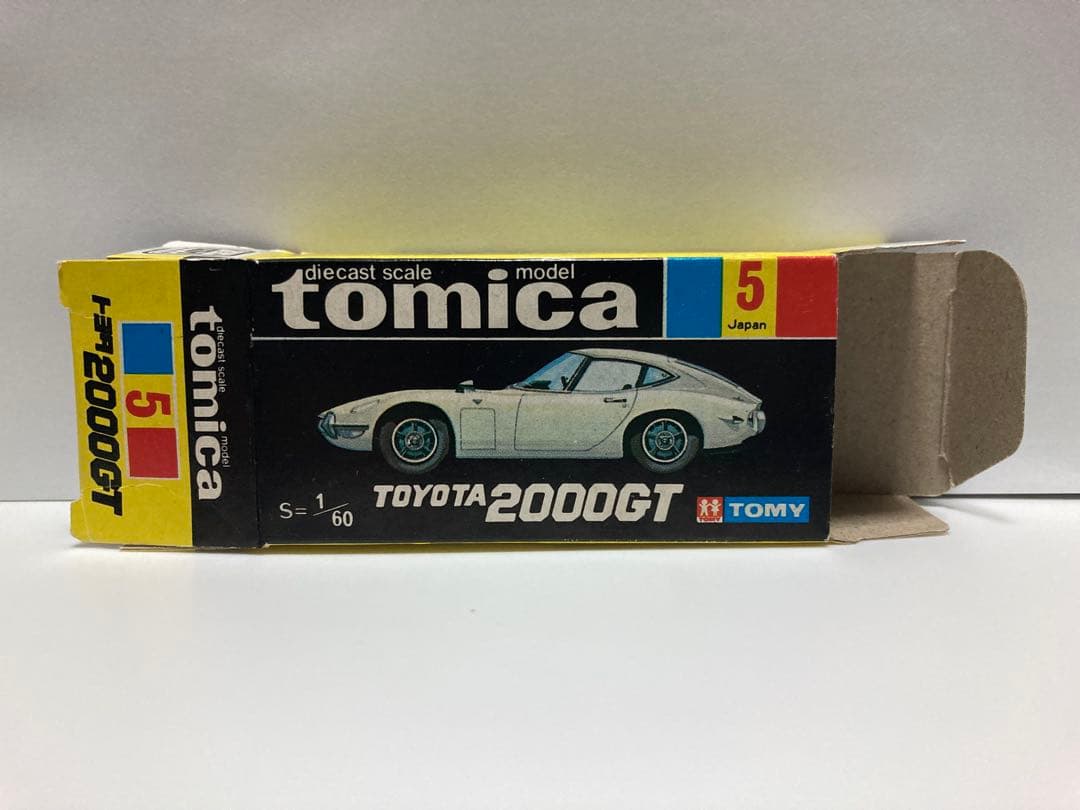 diecast scale model
tomica
5
Japan
S=1/60
TOYOTA 2000GT
TOMY
TOMY
diecast scale model
tomica
5
トヨタ2000GT